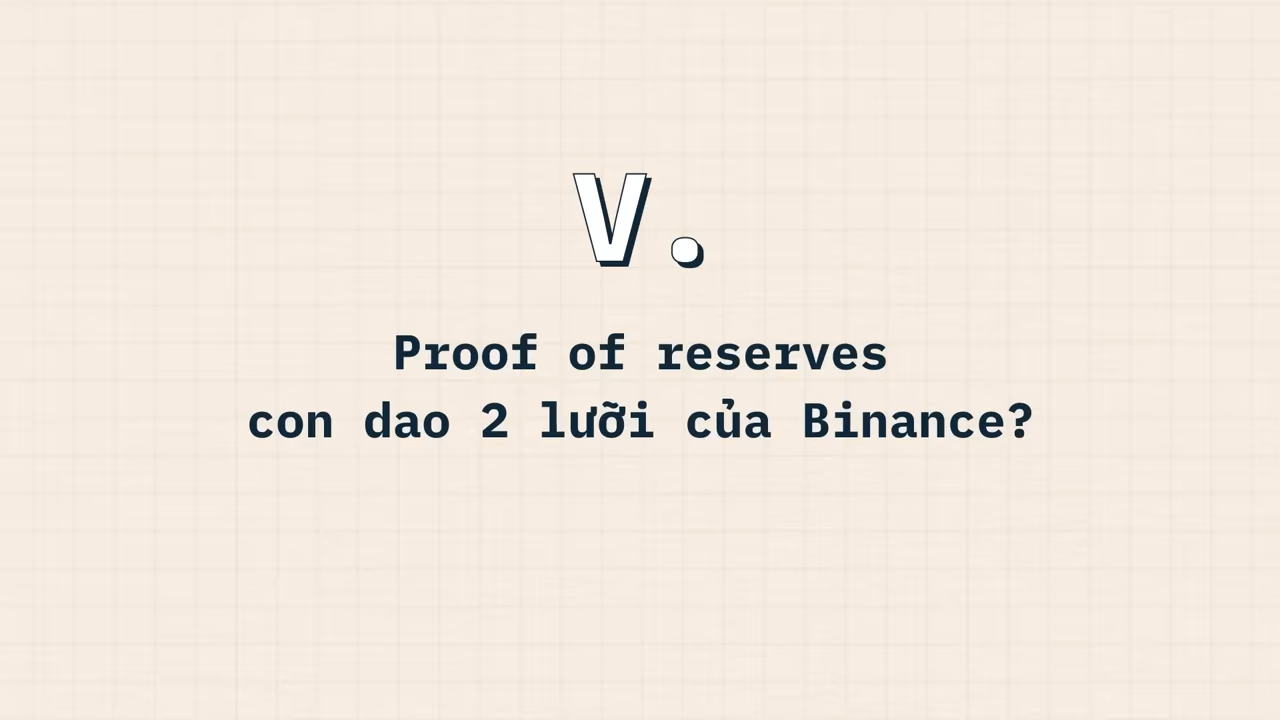 V.
Proof of reserves
con dao 2 lưỡi của Binance?